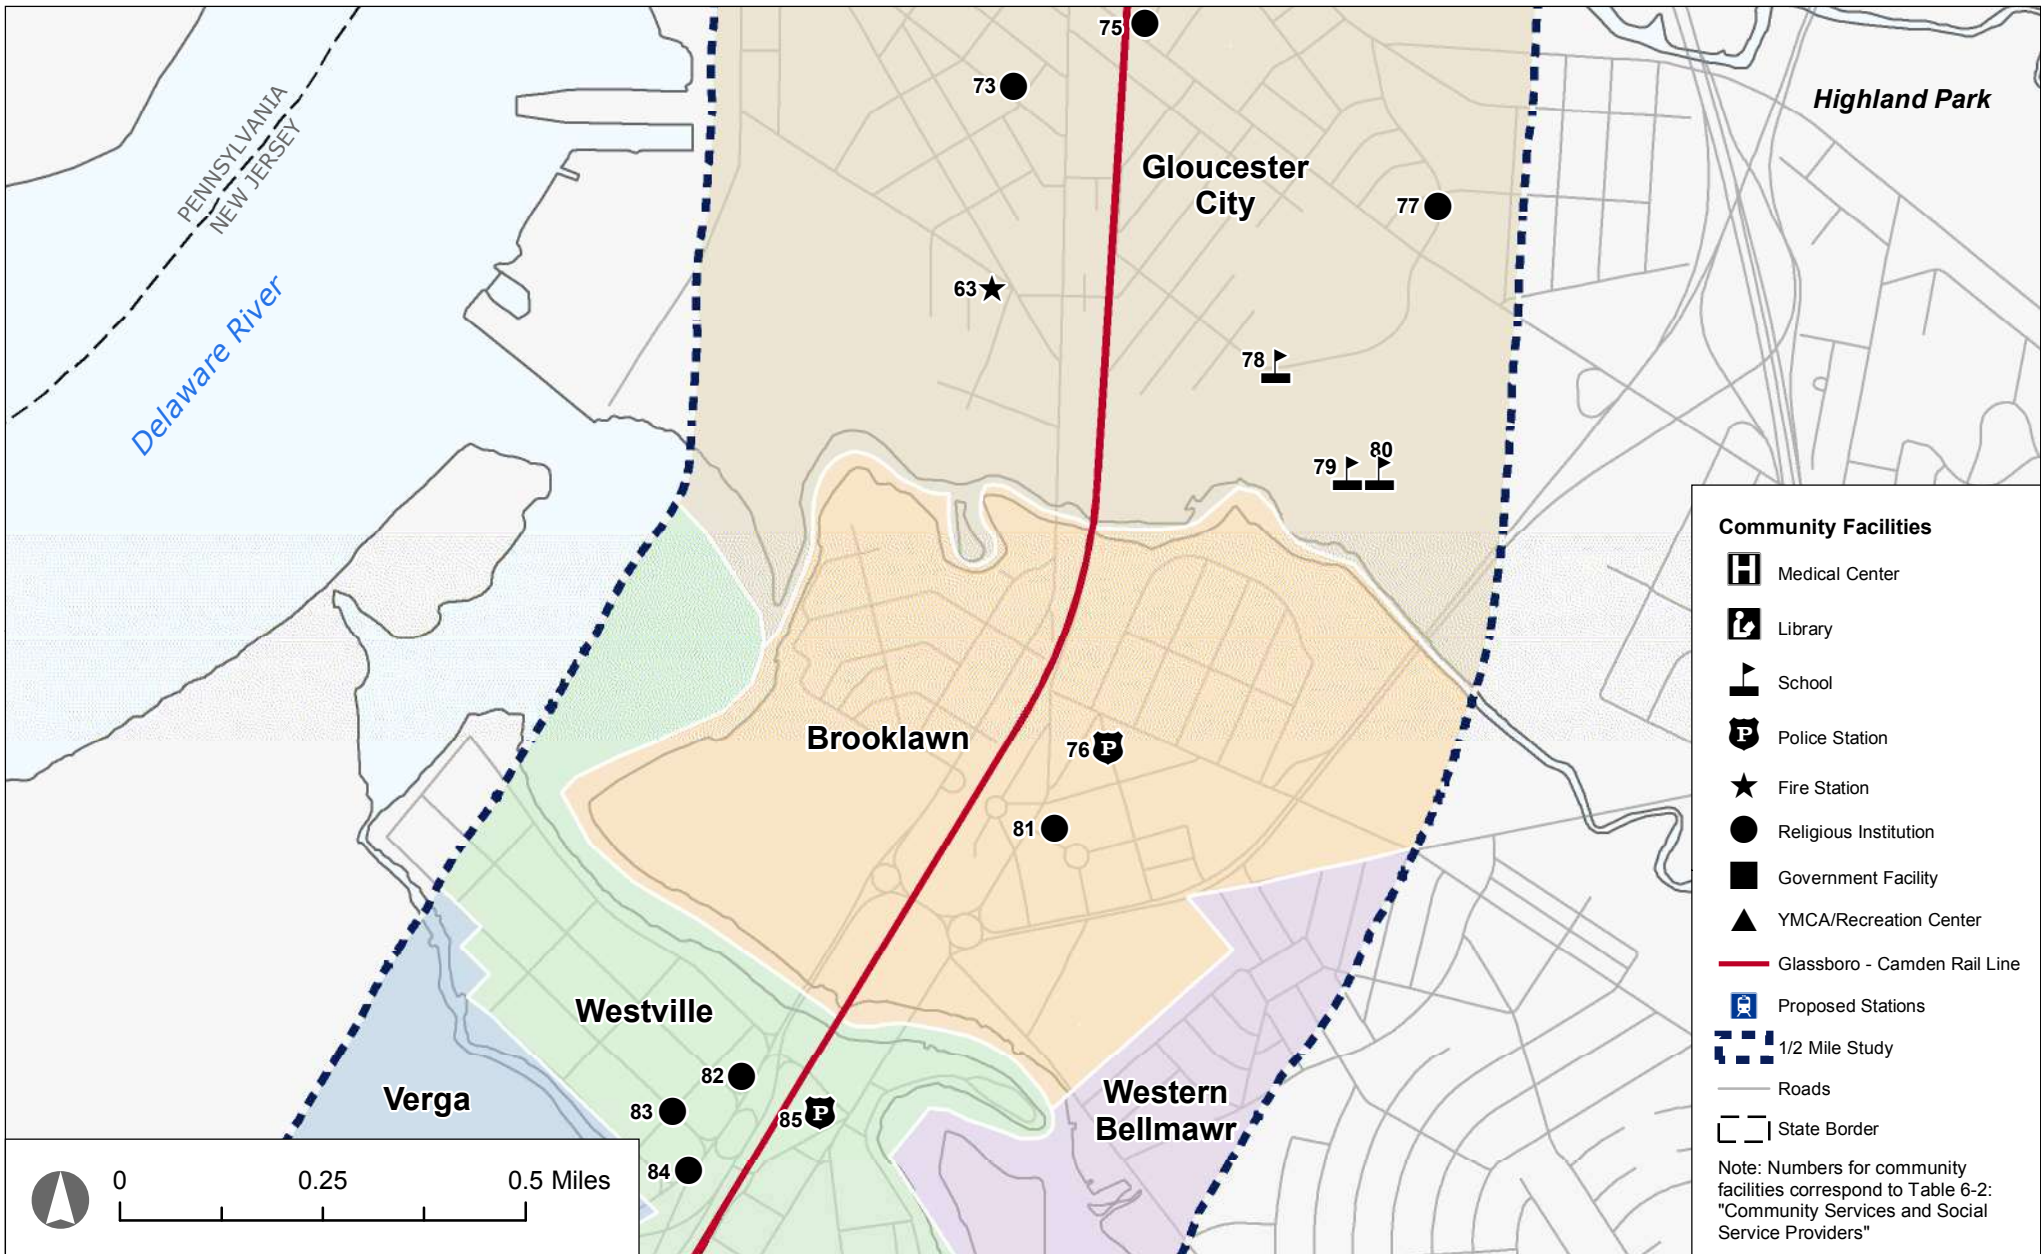 75
73
Highland Park
PENNSYLVANIA
NEW JERSEY
Gloucester
City
77
Delaware River
63
78
79
80
Brooklawn
76
81
Westville
82
Verga
83
85
Western
Bellmawr
84
0 0.25 0.5 Miles
Community Facilities
H Medical Center
Library
School
P Police Station
Fire Station
Religious Institution
Government Facility
YMCA/Recreation Center
Glassboro - Camden Rail Line
Proposed Stations
1/2 Mile Study
Roads
State Border
Note: Numbers for community
facilities correspond to Table 6-2:
"Community Services and Social
Service Providers"
P
P